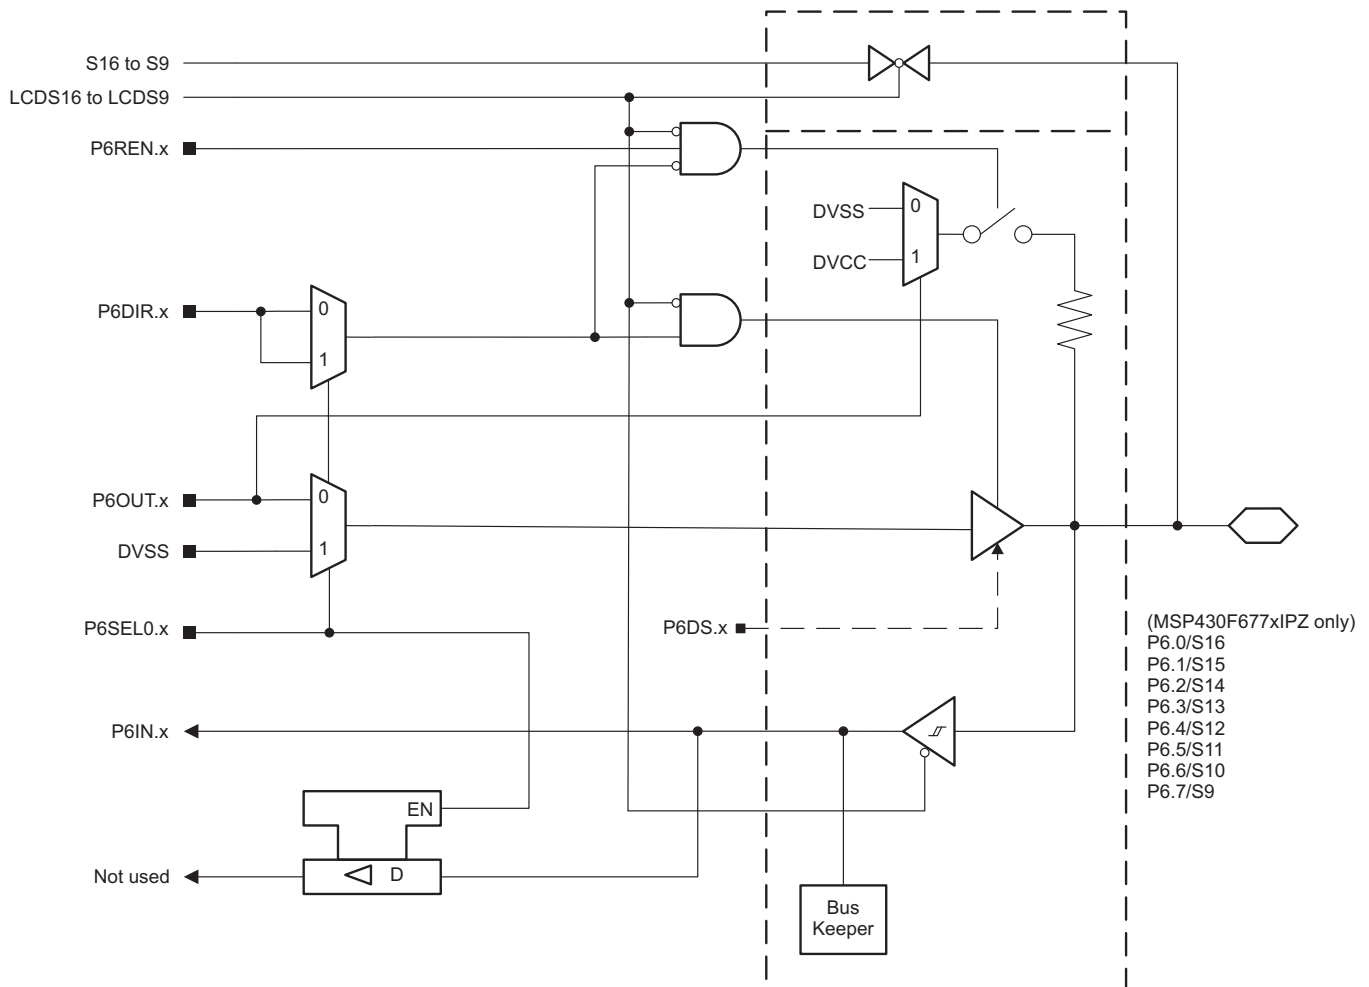 S16 to S9
LCDS16 to LCDS9
P6REN.x
DVSS
0
DVCC
1
P6DIR.x
0
1
P6OUT.x
0
DVSS
1
P6SEL0.x
P6DS.x
(MSP430F677xIPZ only)
P6.0/S16
P6.1/S15
P6.2/S14
P6.3/S13
P6.4/S12
P6.5/S11
P6.6/S10
P6.7/S9
P6IN.x
EN
Not used
D
Bus
Keeper